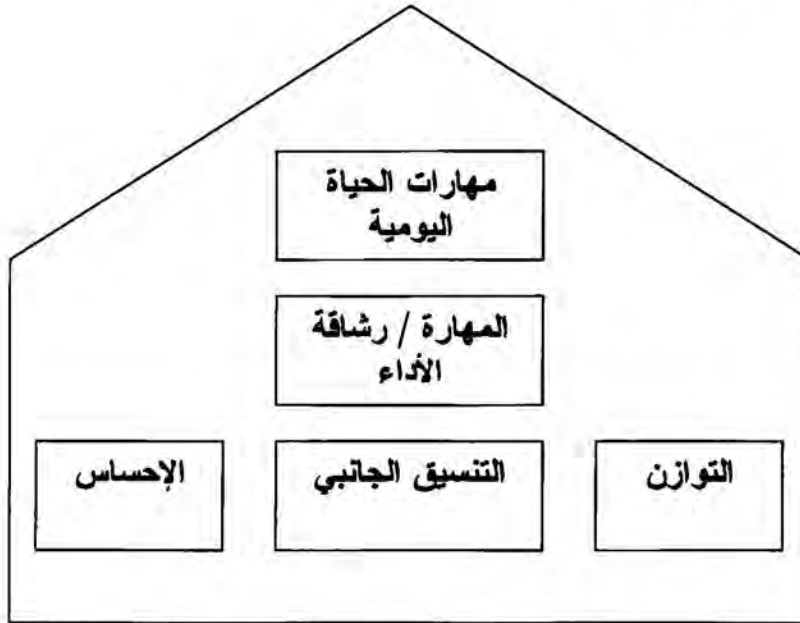 مهارات الحياة
اليومية
المهارة / رشاقة
الأداء
التوازن
التنسيق الجانبي
الإحساس